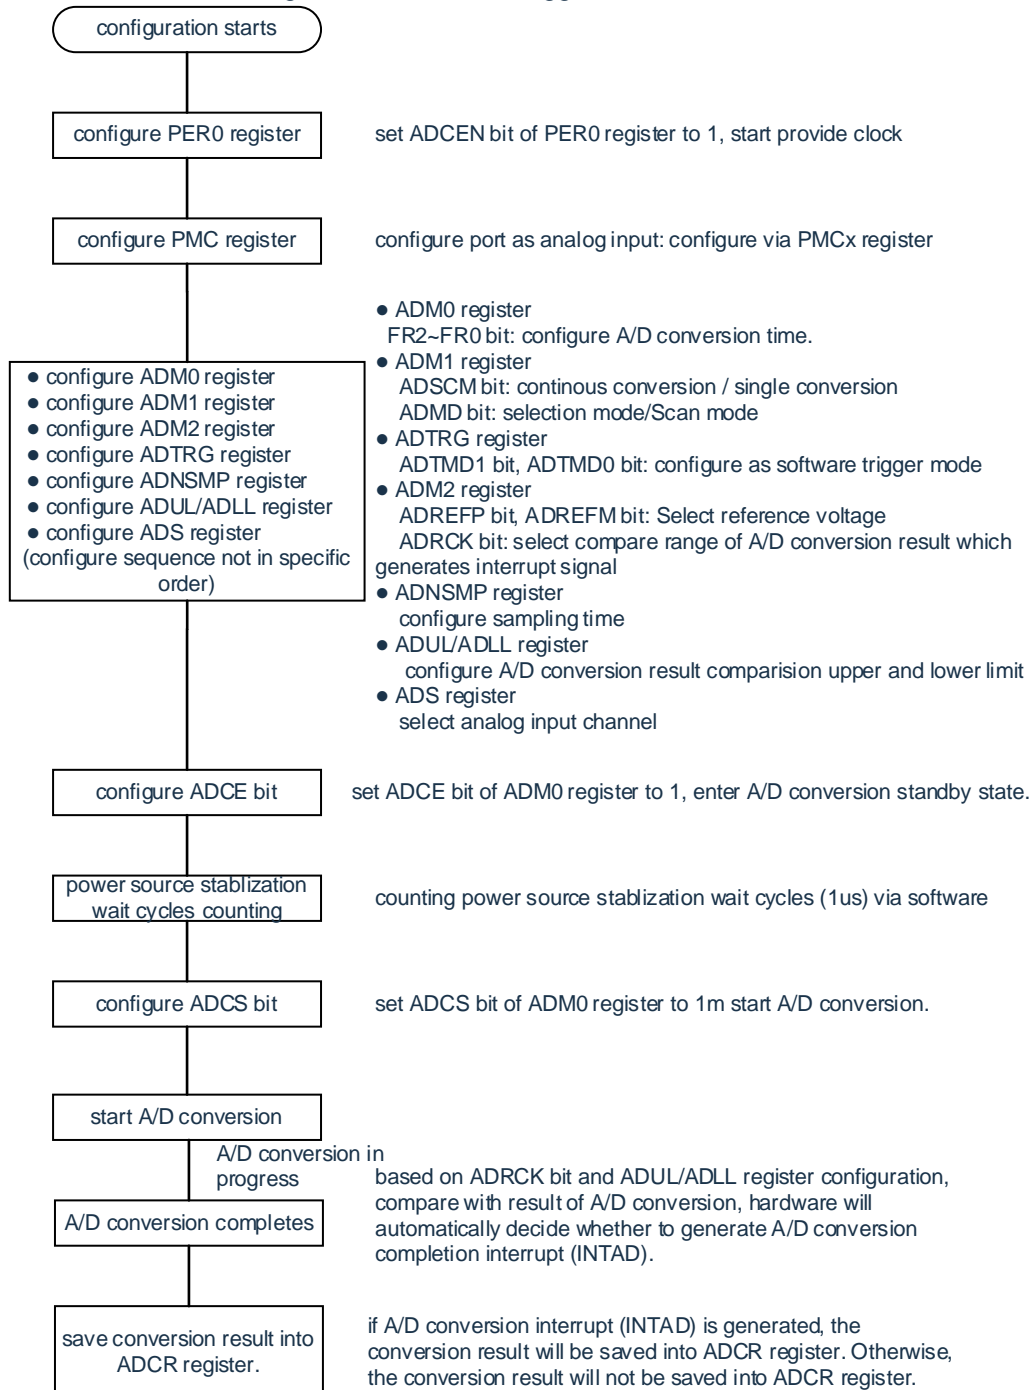 configuration starts
configure PER0 register
set ADCEN bit of PER0 register to 1, start provide clock
configure PMC register
configure port as analog input: configure via PMCx register
● configure ADM0 register
● configure ADM1 register
● configure ADM2 register
● configure ADTRG register
● configure ADNSMP register
● configure ADUL/ADLL register
● configure ADS register
(configure sequence not in specific
order)
● ADM0 register
FR2~FR0 bit: configure A/D conversion time.
● ADM1 register
ADSCM bit: continous conversion / single conversion
ADMD bit: selection mode/Scan mode
● ADTRG register
ADTMD1 bit, ADTMD0 bit: configure as software trigger mode
● ADM2 register
ADREFP bit, ADREFM bit: Select reference voltage
ADRCK bit: select compare range of A/D conversion result which
generates interrupt signal
● ADNSMP register
configure sampling time
● ADUL/ADLL register
configure A/D conversion result comparision upper and lower limit
● ADS register
select analog input channel
configure ADCE bit
set ADCE bit of ADM0 register to 1, enter A/D conversion standby state.
power source stablization
wait cycles counting
counting power source stablization wait cycles (1us) via software
configure ADCS bit
set ADCS bit of ADM0 register to 1m start A/D conversion.
start A/D conversion
A/D conversion in
progress
A/D conversion completes
based on ADRCK bit and ADUL/ADLL register configuration,
compare with result of A/D conversion, hardware will
automatically decide whether to generate A/D conversion
completion interrupt (INTAD).
save conversion result into
ADCR register.
if A/D conversion interrupt (INTAD) is generated, the
conversion result will be saved into ADCR register. Otherwise,
the conversion result will not be saved into ADCR register.